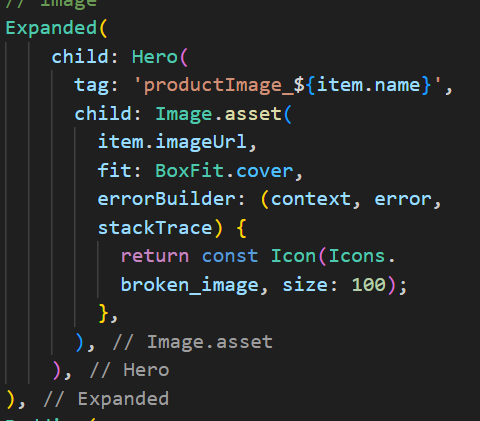 // Image
Expanded(
child: Hero(
tag: 'productImage_${item.name}',
child: Image.asset(
item.imageUrl,
fit: BoxFit.cover,
errorBuilder: (context, error,
stackTrace) {
return const Icon(Icons.
broken_image, size: 100);
},
), // Image.asset
), // Hero
), // Expanded